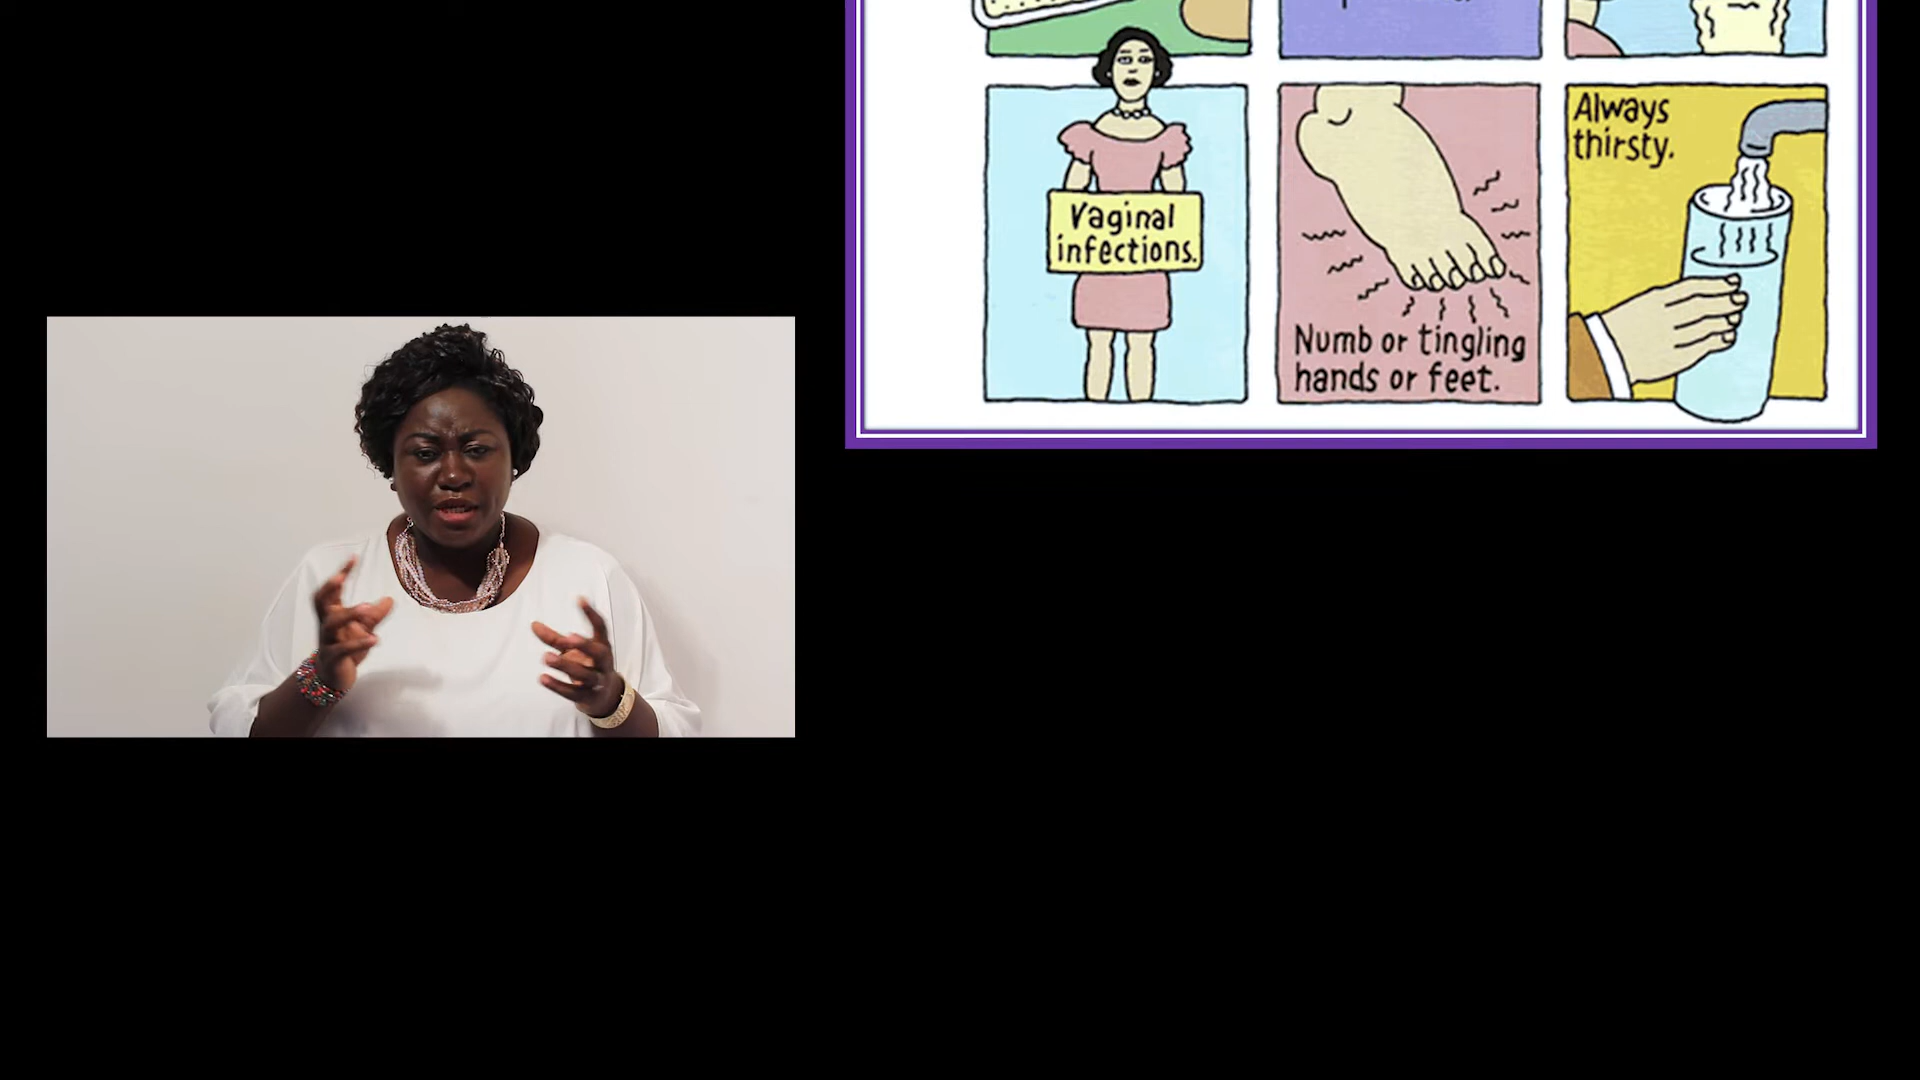 Vaginal
infections.
Numb or tingling
hands or feet.
Always
thirsty.